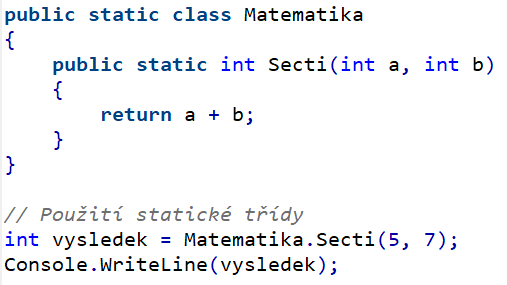 public static class Matematika
{
    public static int Secti(int a, int b)
    {
        return a + b;
    }
}

// Použití statické třídy
int vysledek = Matematika.Secti(5, 7);
Console.WriteLine(vysledek);